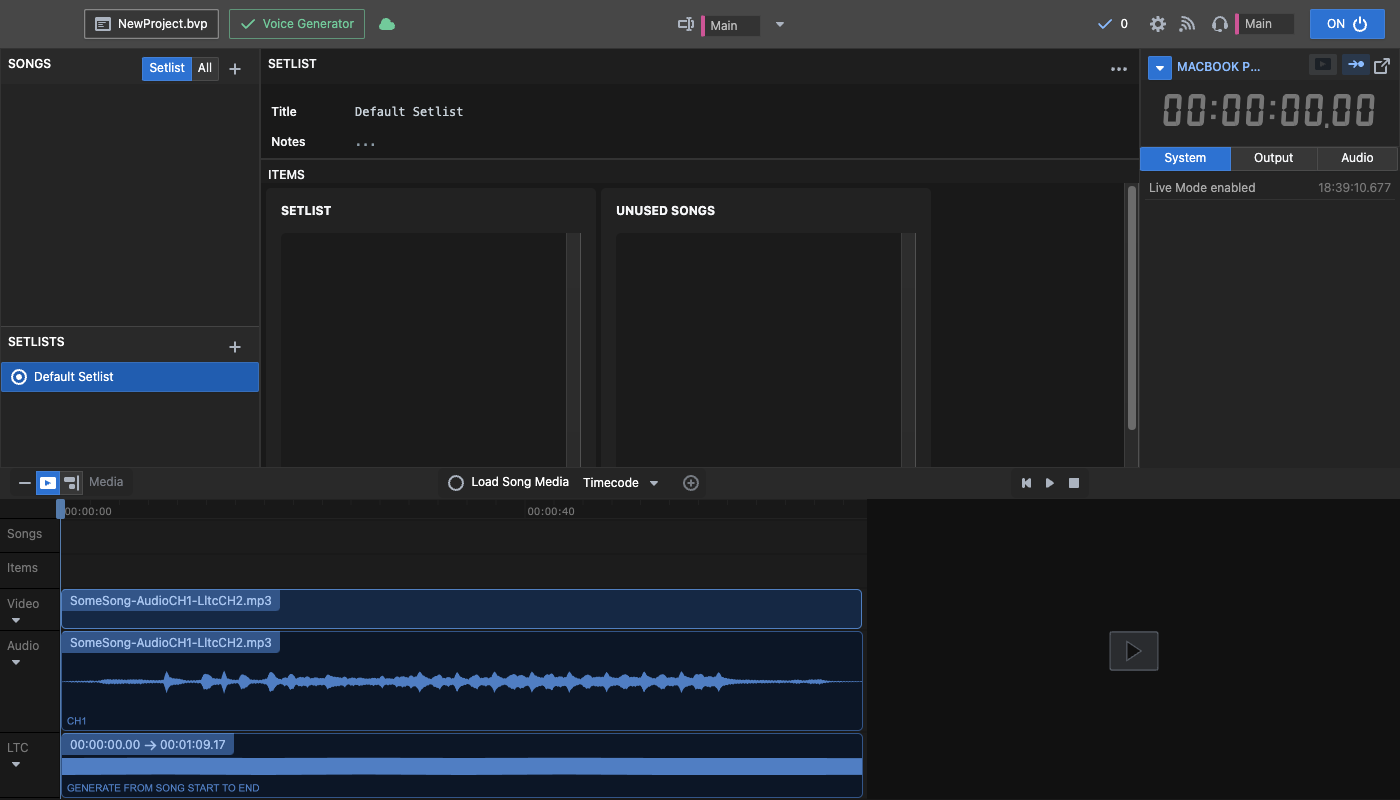 NewProject.bvp
Voice Generator
Main
0
Main
ON
SONGS
Setlist
All
SETLIST
Title
Default Setlist
Notes
...
ITEMS
SETLIST
UNUSED SONGS
SETLISTS
Default Setlist
MACBOOK P...
00:00:00.00
System
Output
Audio
Live Mode enabled
18:39:10.677
Media
Load Song Media
Timecode
00:00:00
00:00:40
Songs
Items
Video
SomeSong-AudioCH1-LltcCH2.mp3
Audio
SomeSong-AudioCH1-LltcCH2.mp3
CH1
LTC
00:00:00.00 → 00:01:09.17
GENERATE FROM SONG START TO END